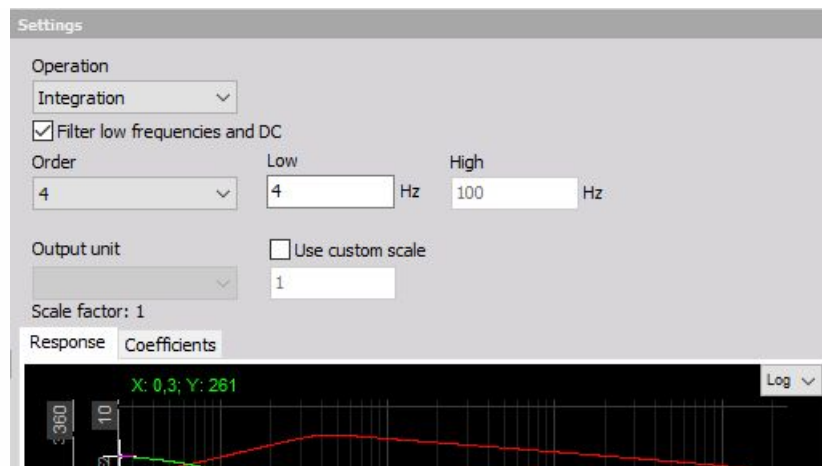 Settings
Operation
Integration
Filter low frequencies and DC
Order Low High
4 4 Hz 100 Hz
Output unit Use custom scale
1
Scale factor: 1
Response Coefficients
X: 0,3; Y: 261 Log
360 10